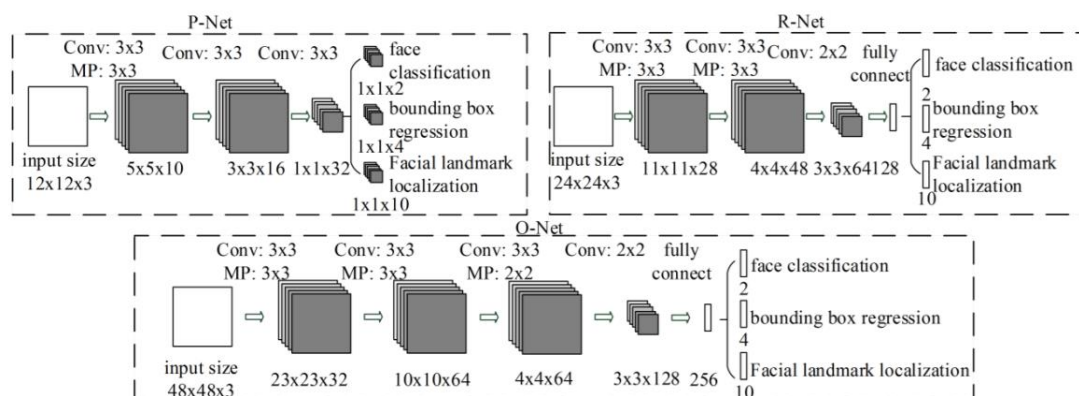 P-Net
Conv: 3x3
MP: 3x3
Conv: 3x3
Conv: 3x3
face
classification
1x1x2
bounding box
regression
1x1x4
Facial landmark
localization
1x1x10
input size
12x12x3
5x5x10
3x3x16
1x1x32
R-Net
Conv: 3x3
MP: 3x3
Conv: 3x3
MP: 3x3
Conv: 2x2
fully
connect
face classification
2
bounding box
regression
4
Facial landmark
localization
10
input size
24x24x3
11x11x28
4x4x48
3x3x64
128
O-Net
Conv: 3x3
MP: 3x3
Conv: 3x3
MP: 3x3
Conv: 3x3
MP: 2x2
Conv: 2x2
fully
connect
face classification
2
bounding box regression
4
Facial landmark localization
10
input size
48x48x3
23x23x32
10x10x64
4x4x64
3x3x128
256